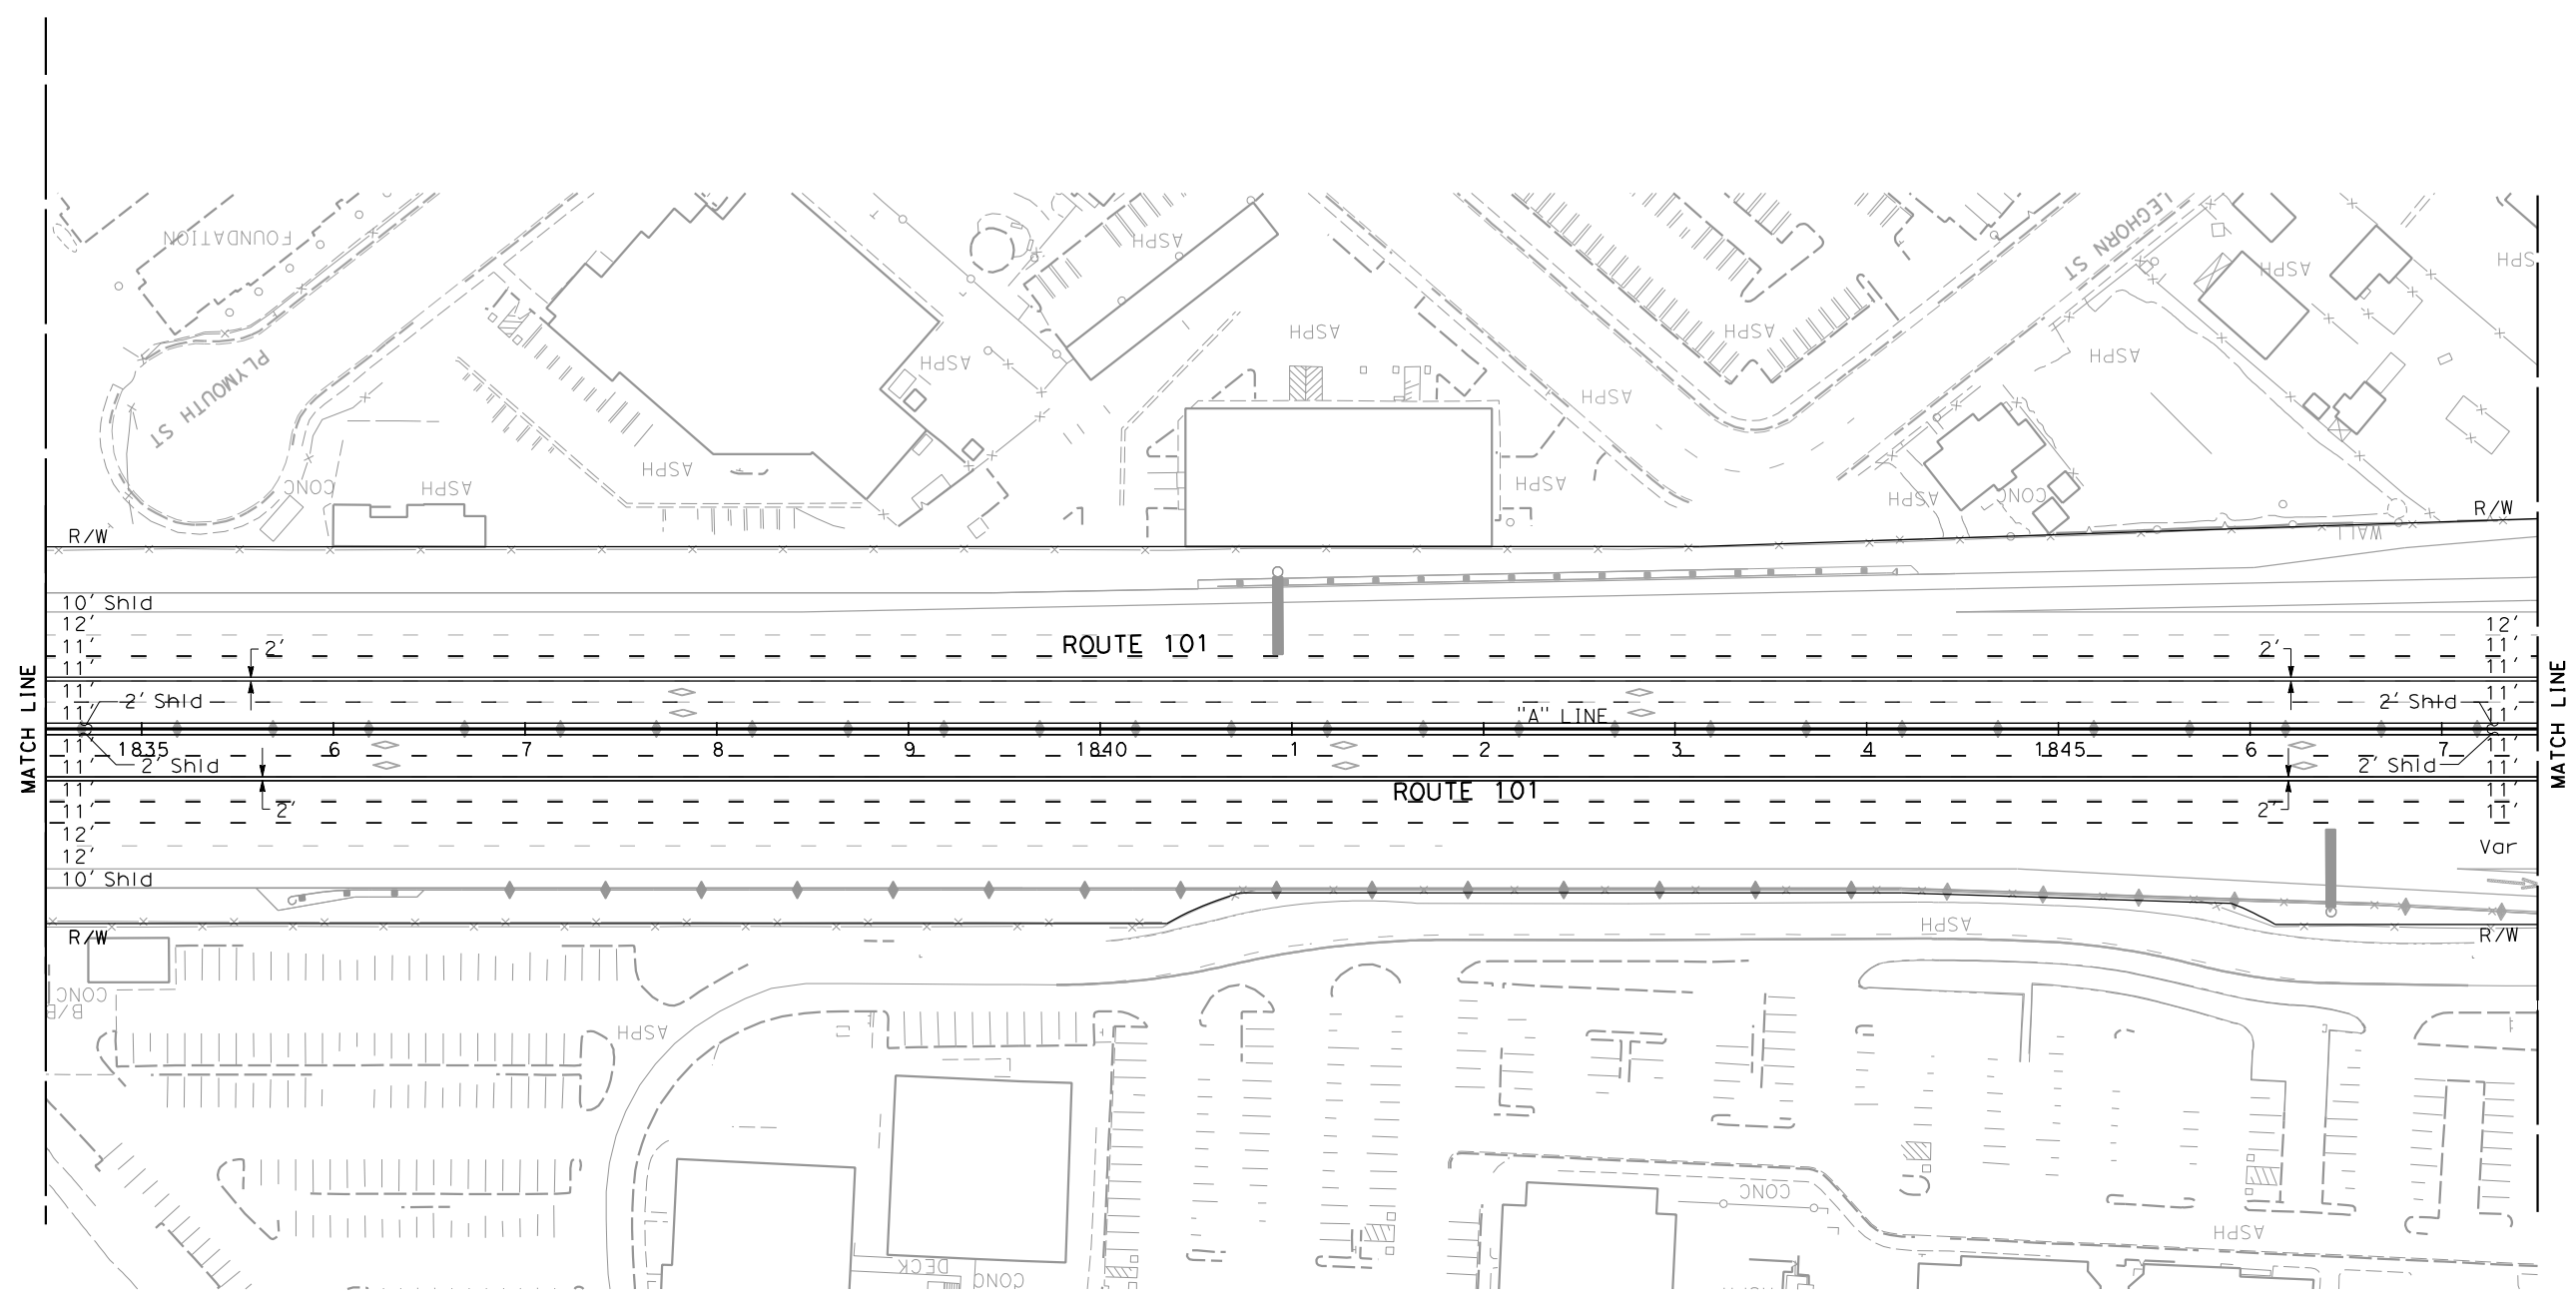 FOUNDATION
ASPH
LEGHORN ST
ASPH
ASPH
ASPH
ASPH
ASPH
PLYMOUTH ST
ASPH
ASPH
ASPH
CONC
ASPH
ASPH
ASPH
CONC
R/W
R/W
WALL
10' Shld
12'
12'
11'
11'
2'
ROUTE 101
2'
11'
11'
11'
11'
2' Shld
2' Shld
11'
11'
"A" LINE
MATCH LINE
MATCH LINE
11'
1835
6
7
8
9
1840
1
2
3
4
1845
6
7
11'
11'
2' Shld
2' Shld
11'
11'
ROUTE 101
11'
11'
2'
2'
11'
12'
12'
Var
10' Shld
ASPH
R/W
R/W
CONC
B/B
ASPH
CONC
ASPH
DECK
CONC